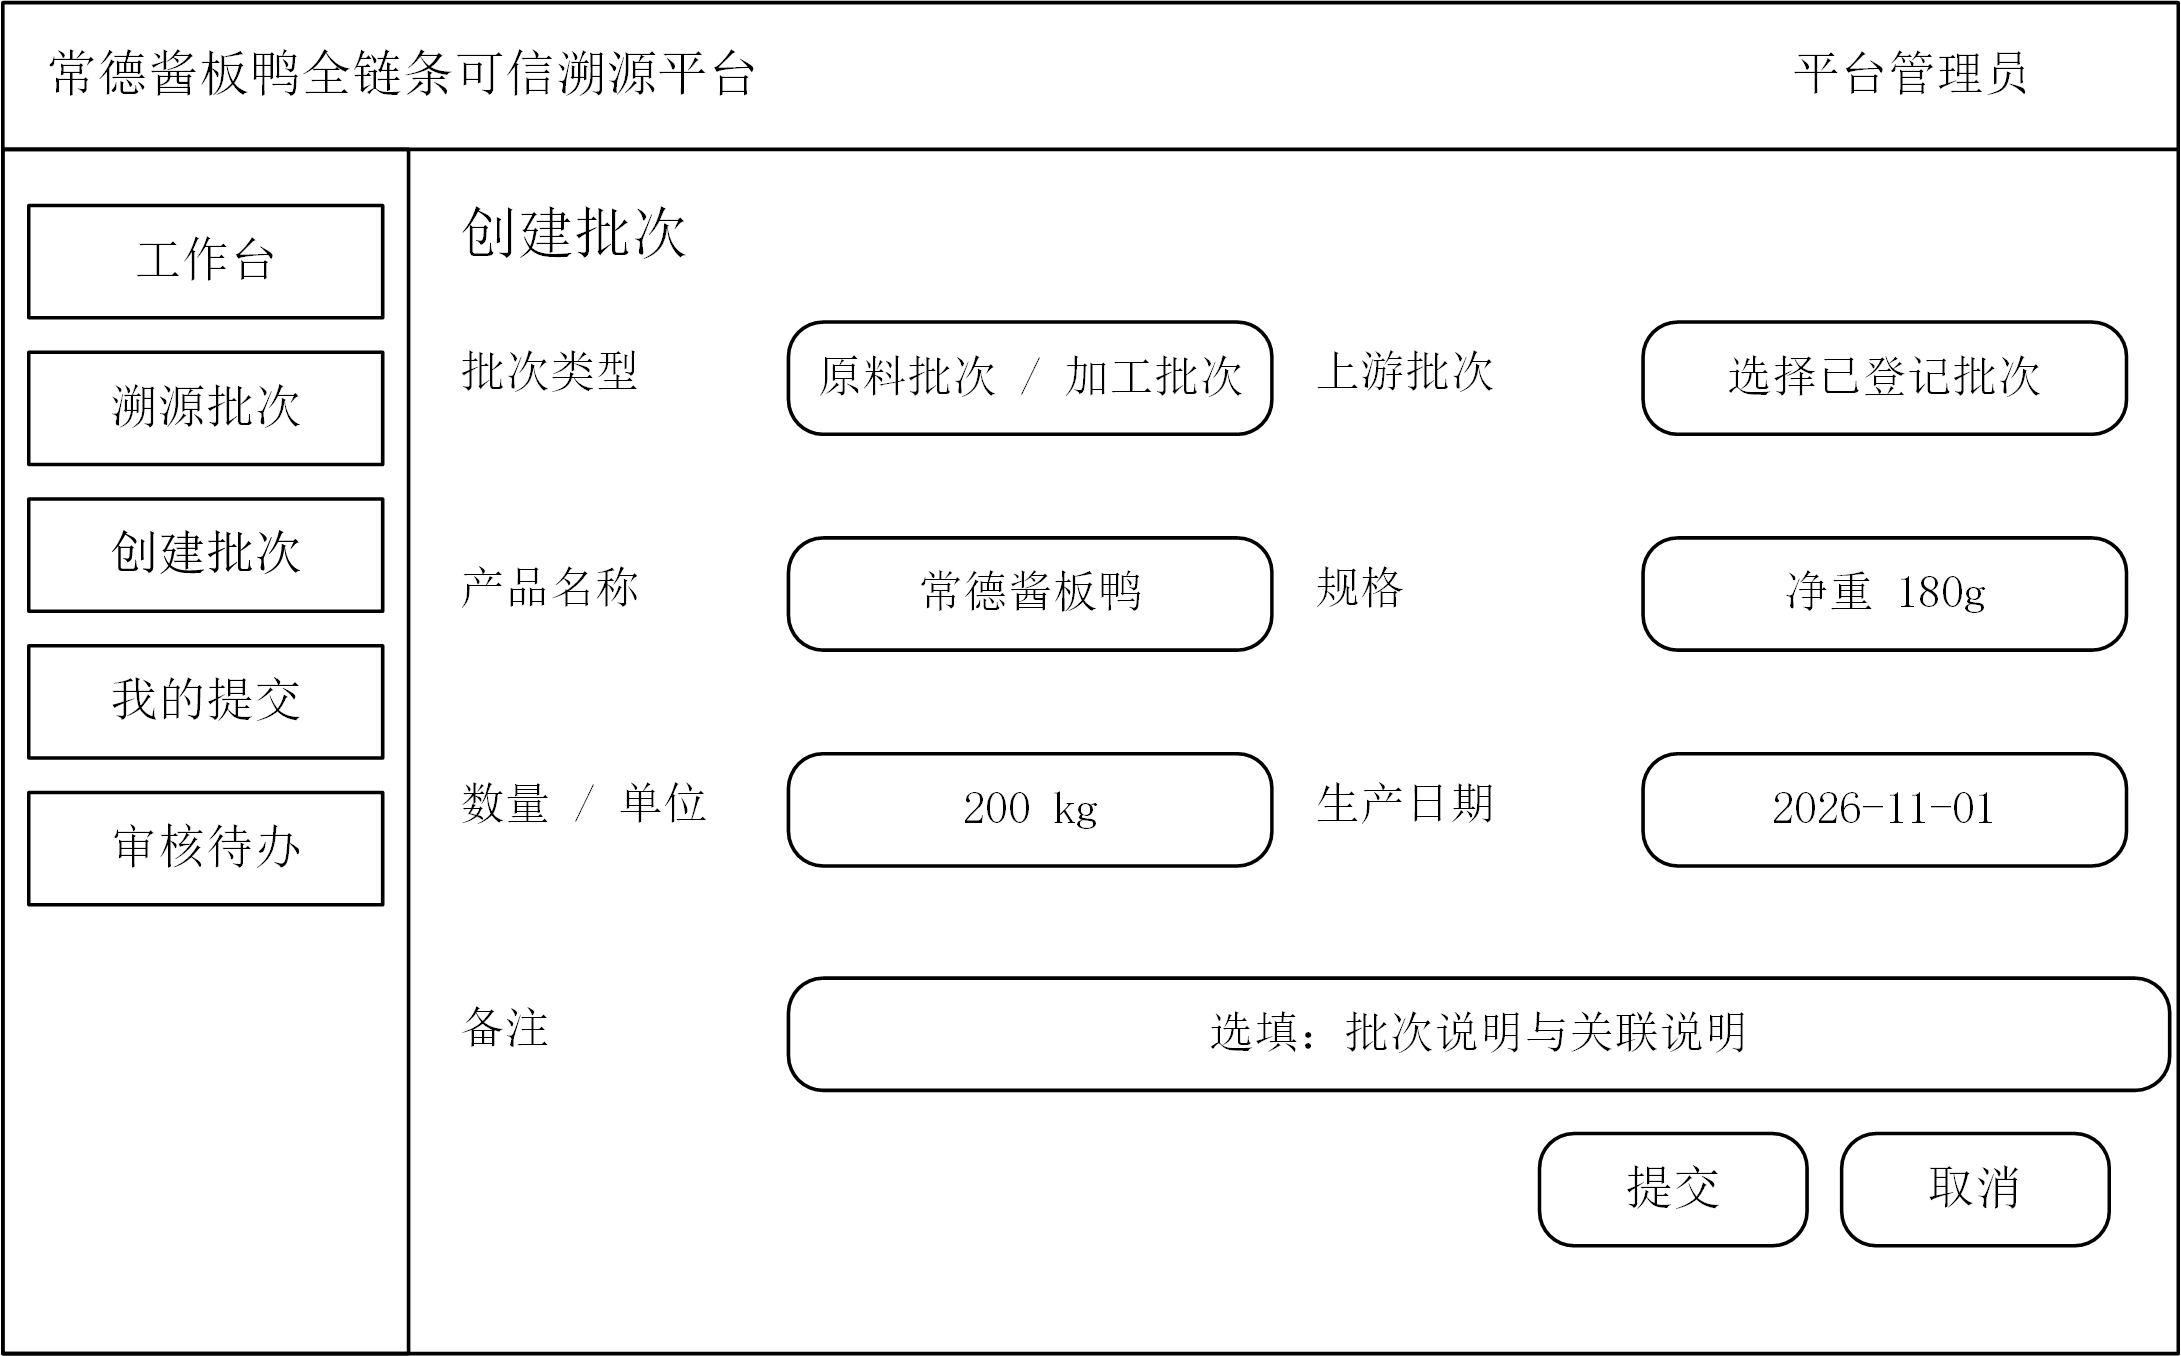 常德酱板鸭全链条可信溯源平台
平台管理员
工作台
溯源批次
创建批次
我的提交
审核待办
创建批次
批次类型
原料批次 / 加工批次
上游批次
选择已登记批次
产品名称
常德酱板鸭
规格
净重 180g
数量 / 单位
200 kg
生产日期
2026-11-01
备注
选填：批次说明与关联说明
提交
取消